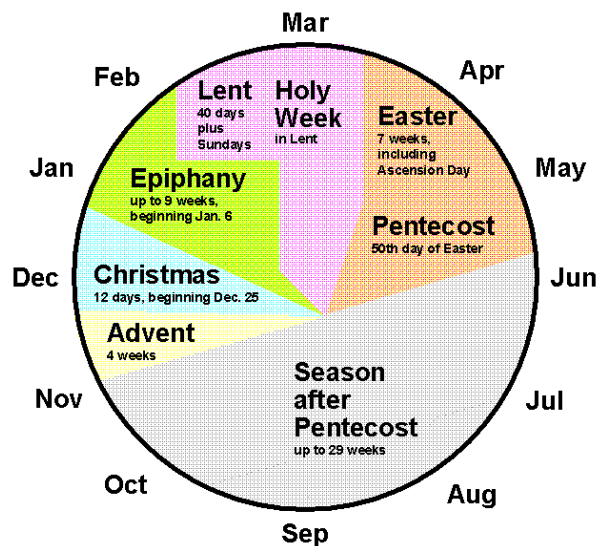 Mar
Feb
Apr
Jan
May
Dec
Jun
Nov
Jul
Oct
Aug
Sep
Lent
40 days
plus
Sundays
Holy
Week
in Lent
Easter
7 weeks,
including
Ascension Day
Epiphany
up to 9 weeks,
beginning Jan. 6
Pentecost
50th day of Easter
Christmas
12 days, beginning Dec. 25
Advent
4 weeks
Season
after
Pentecost
up to 29 weeks